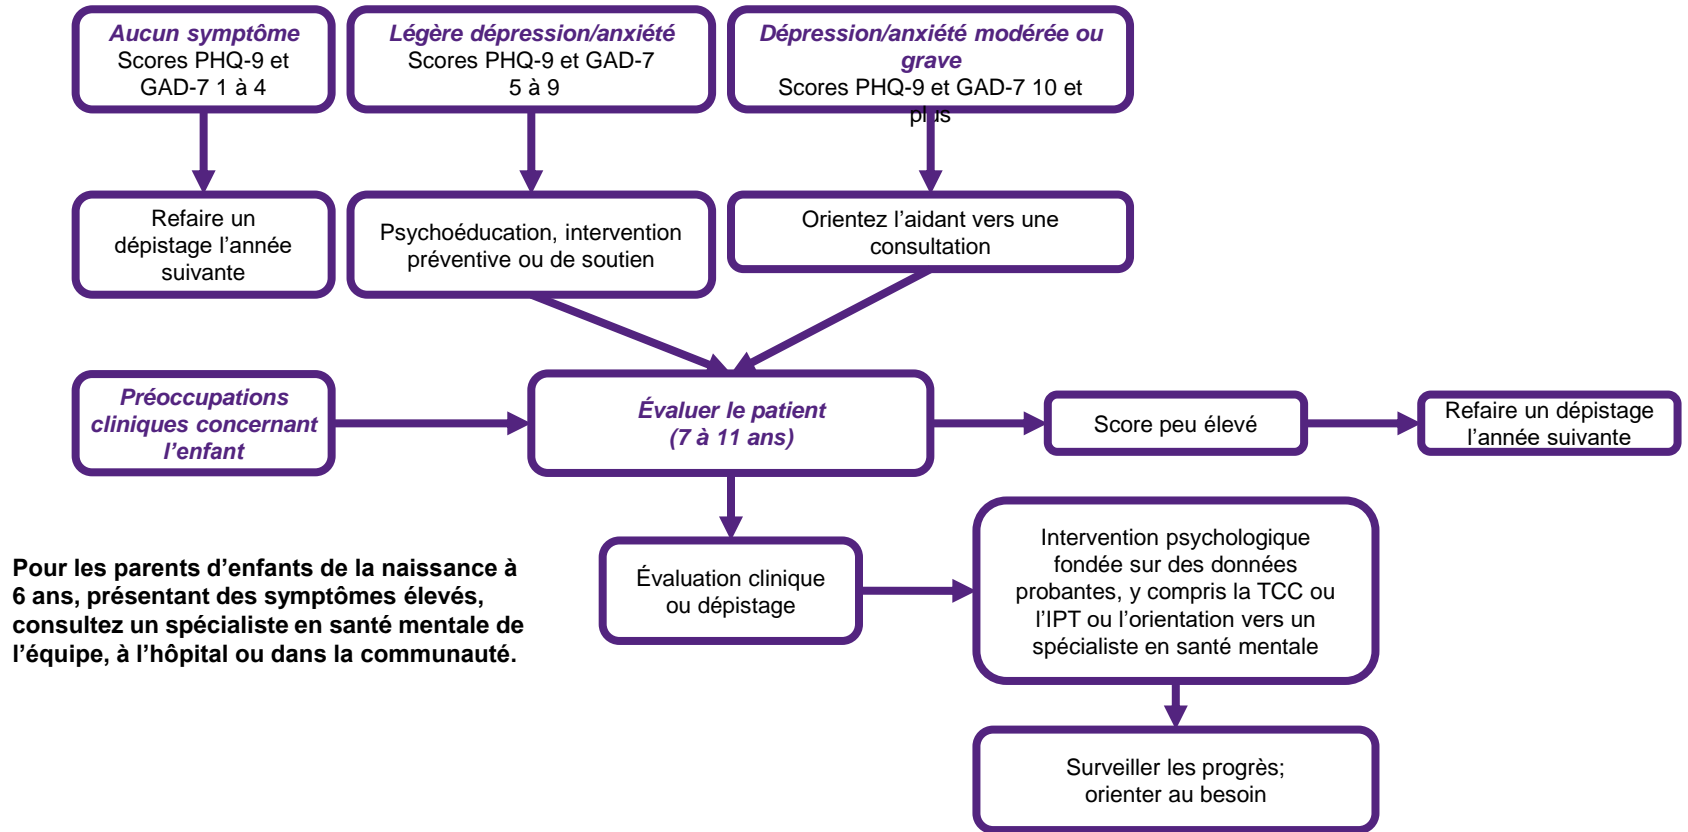 Aucun symptôme
Scores PHQ-9 et
GAD-7 1 à 4
Légère dépression/anxiété
Scores PHQ-9 et GAD-7
5 à 9
Dépression/anxiété modérée ou
grave
Scores PHQ-9 et GAD-7 10 et
plus
Refaire un
dépistage l’année
suivante
Psychoéducation, intervention
préventive ou de soutien
Orientez l’aidant vers une
consultation
Préoccupations
cliniques concernant
l’enfant
Évaluer le patient
(7 à 11 ans)
Score peu élevé
Refaire un dépistage
l’année suivante
Pour les parents d’enfants de la naissance à
6 ans, présentant des symptômes élevés,
consultez un spécialiste en santé mentale de
l’équipe, à l’hôpital ou dans la communauté.
Évaluation clinique
ou dépistage
Intervention psychologique
fondée sur des données
probantes, y compris la TCC ou
l’IPT ou l’orientation vers un
spécialiste en santé mentale
Surveiller les progrès;
orienter au besoin